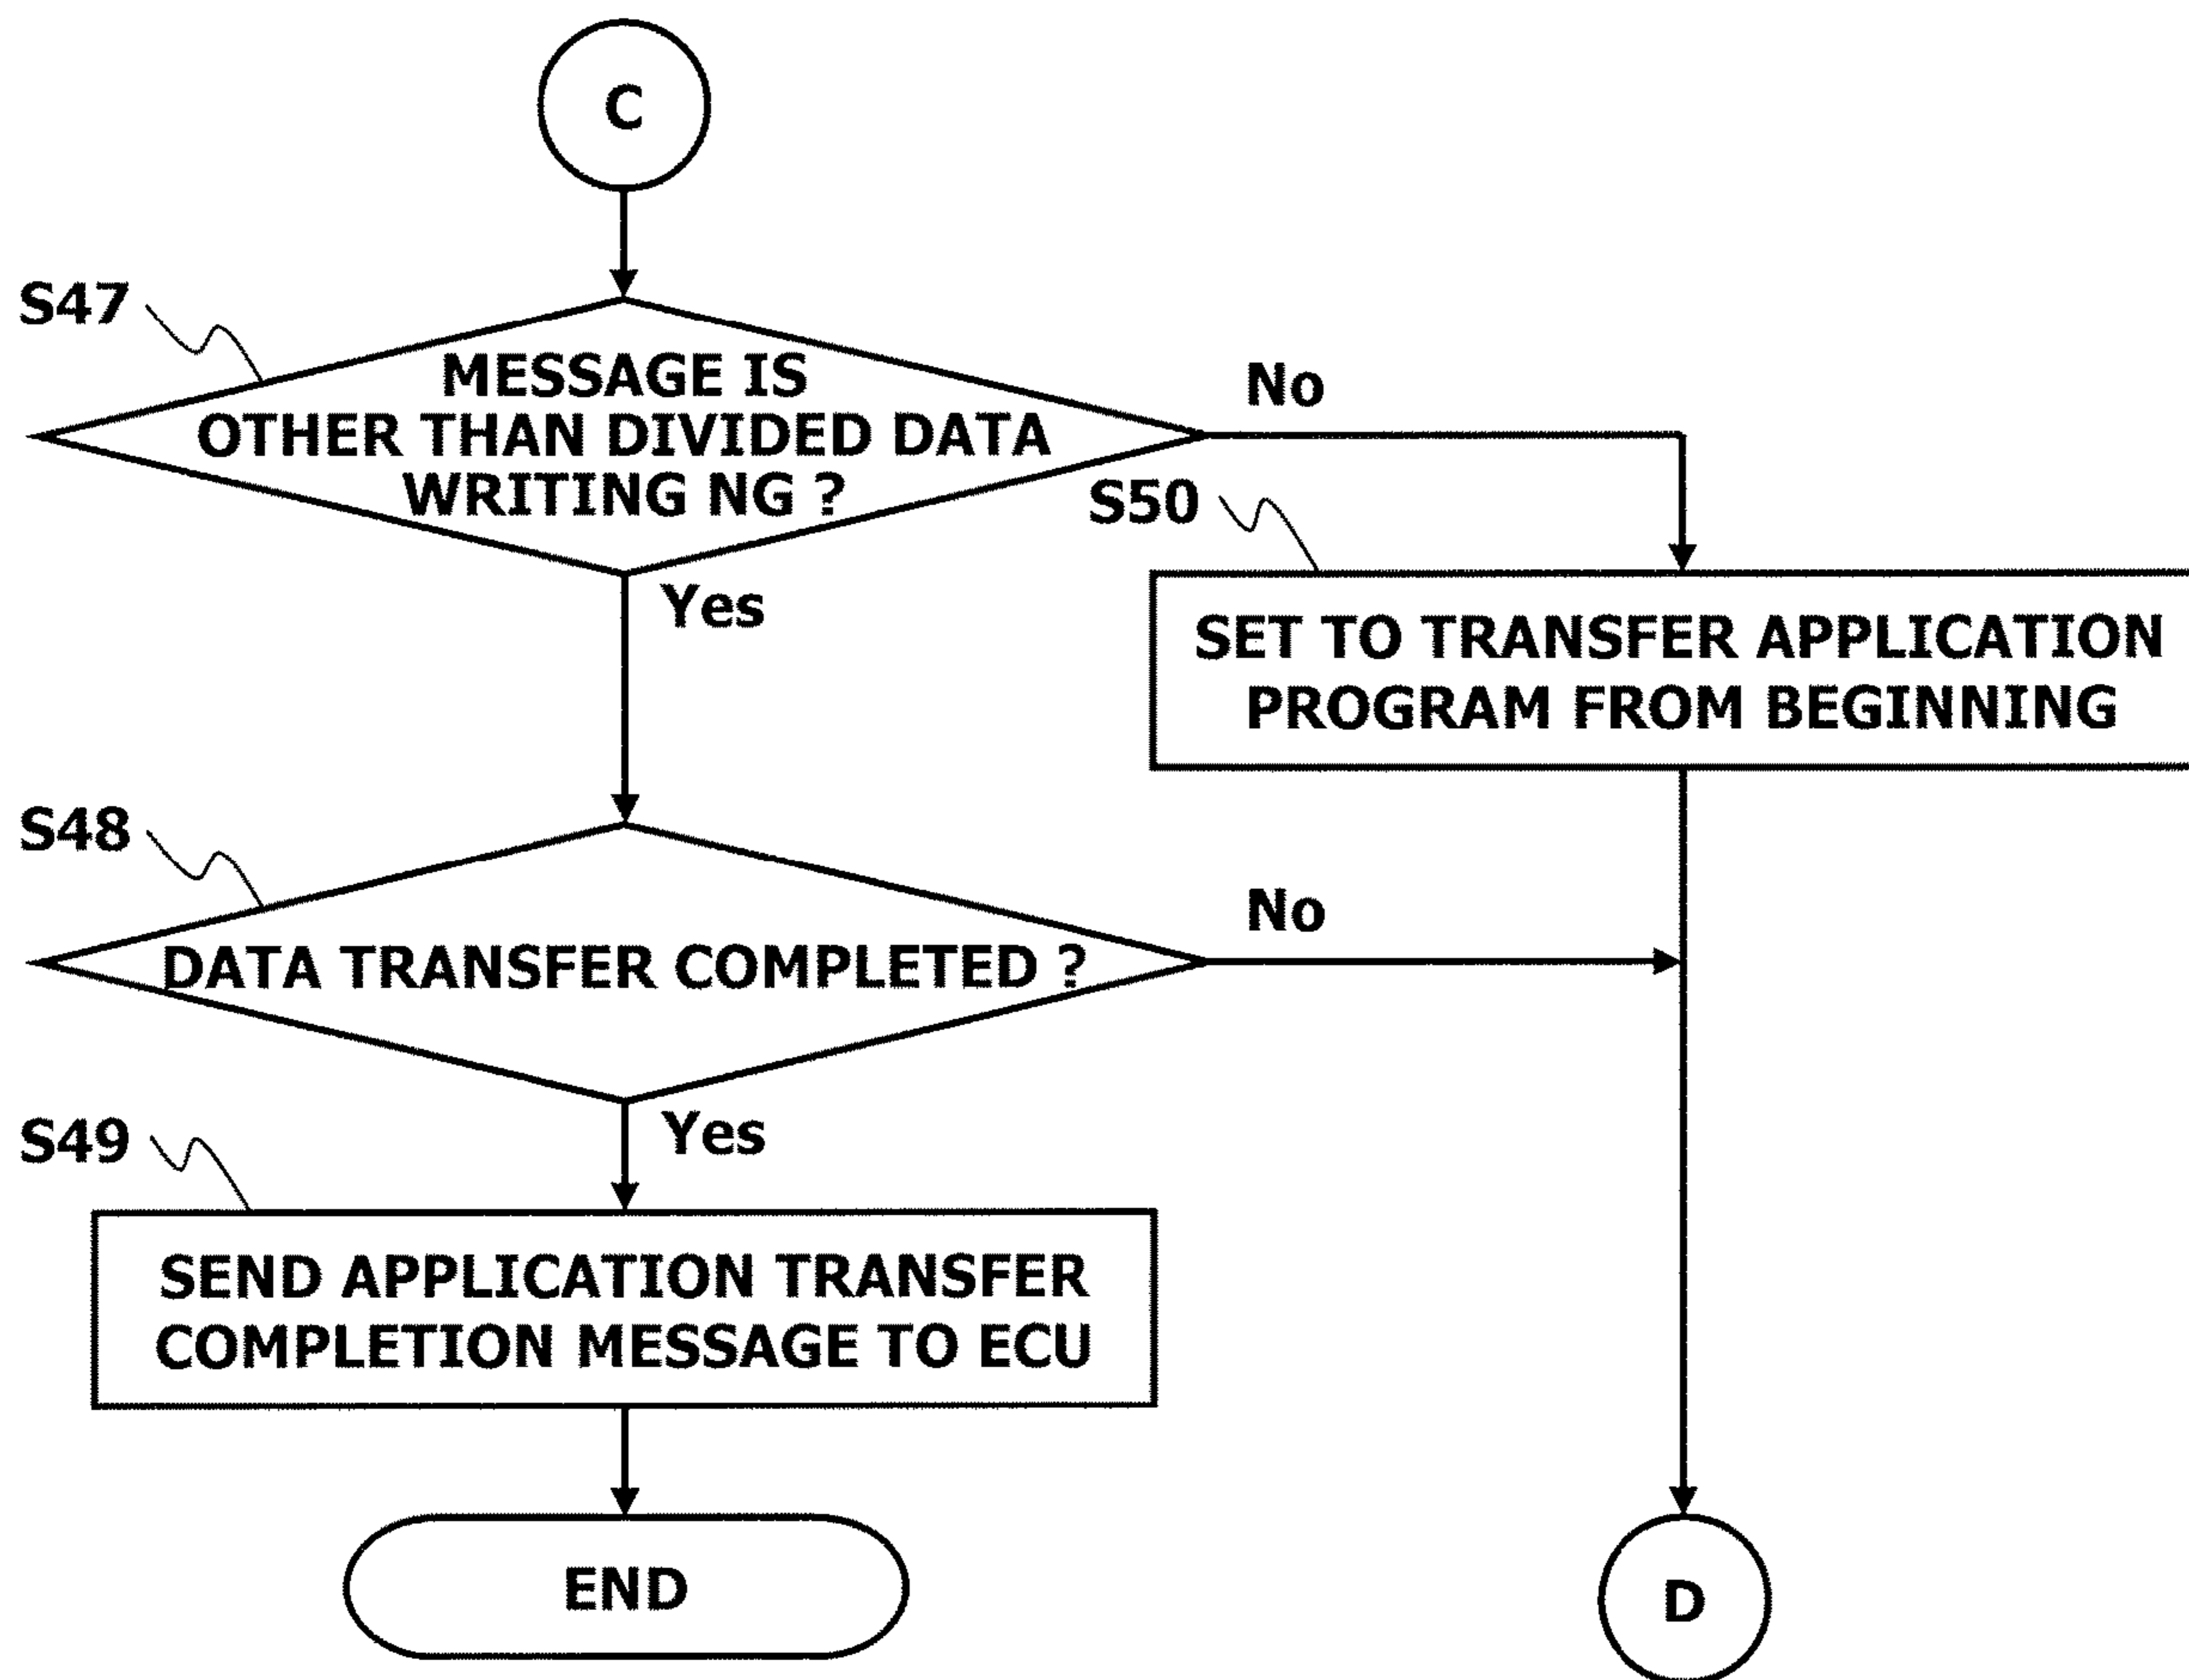 C
S47
MESSAGE IS
OTHER THAN DIVIDED DATA
WRITING NG ?
No
Yes
S50
SET TO TRANSFER APPLICATION
PROGRAM FROM BEGINNING
S48
DATA TRANSFER COMPLETED ?
No
Yes
S49
SEND APPLICATION TRANSFER
COMPLETION MESSAGE TO ECU
END
D